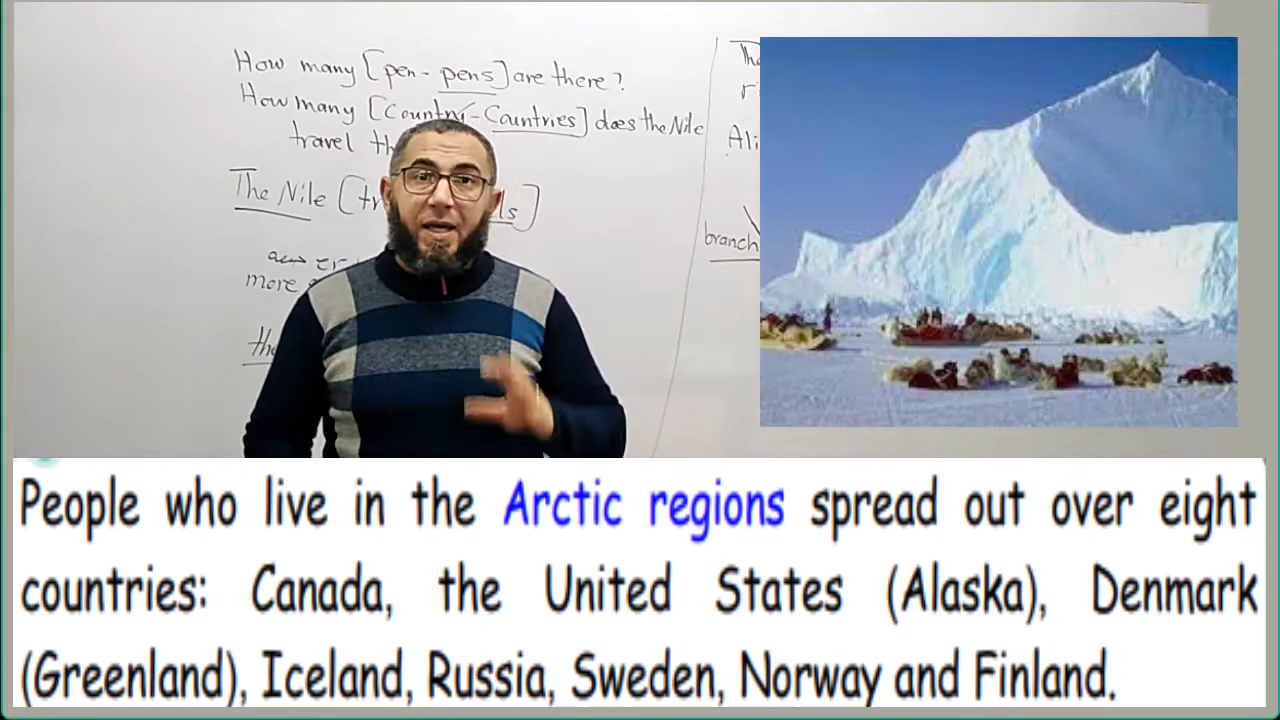 How many [pen - pens] are there?
How many [Country - Countries] does the Nile
travel
The Nile [
ls]
more
branch
People who live in the Arctic regions spread out over eight
countries: Canada, the United States (Alaska), Denmark
(Greenland), Iceland, Russia, Sweden, Norway and Finland.